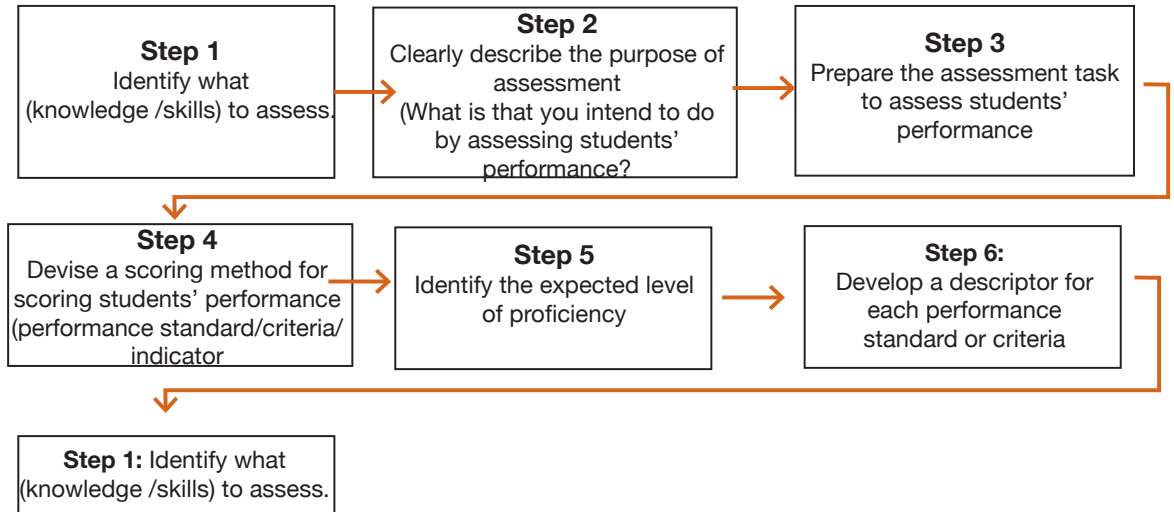 Step 1
Identify what
(knowledge /skills) to assess.
Step 2
Clearly describe the purpose of
assessment
(What is that you intend to do
by assessing students’
performance?
Step 3
Prepare the assessment task
to assess students’
performance
Step 4
Devise a scoring method for
scoring students’ performance
(performance standard/criteria/
indicator
Step 5
Identify the expected level
of proficiency
Step 6:
Develop a descriptor for
each performance
standard or criteria
Step 1: Identify what
(knowledge /skills) to assess.